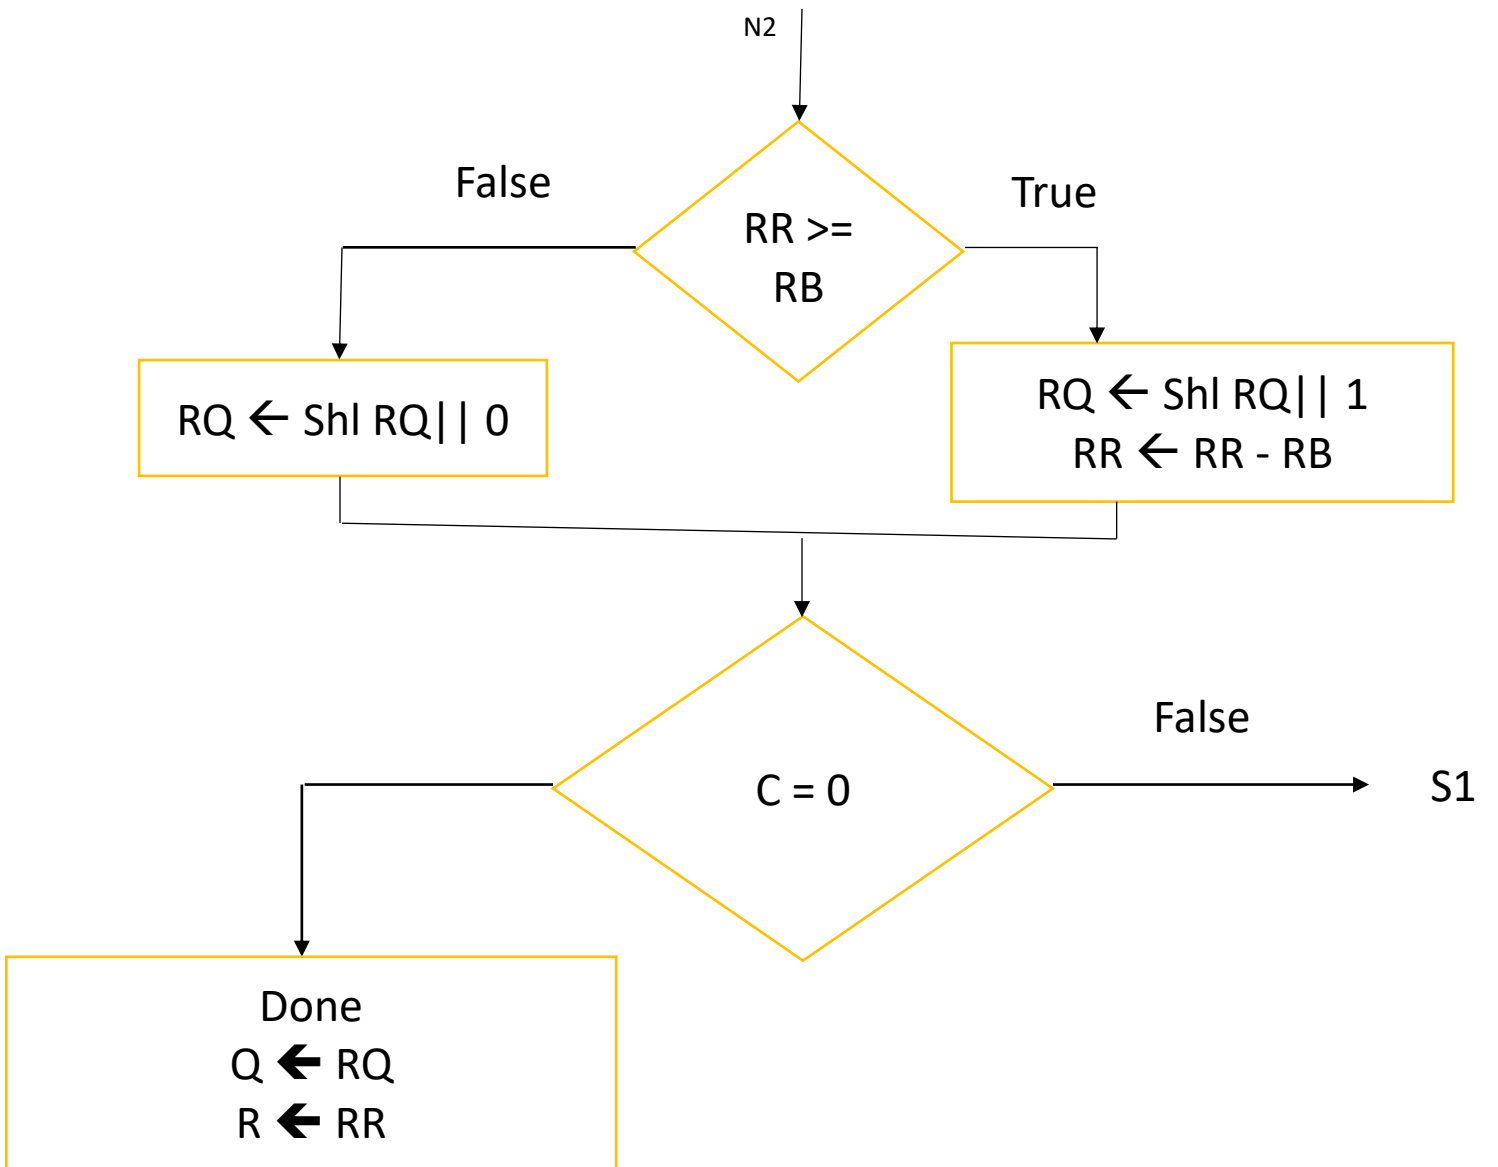 N2
False
True
RR >=
RB
RQ ← Shl RQ|| 0
RQ ← Shl RQ|| 1
RR ← RR - RB
False
C = 0
S1
Done
Q ← RQ
R ← RR